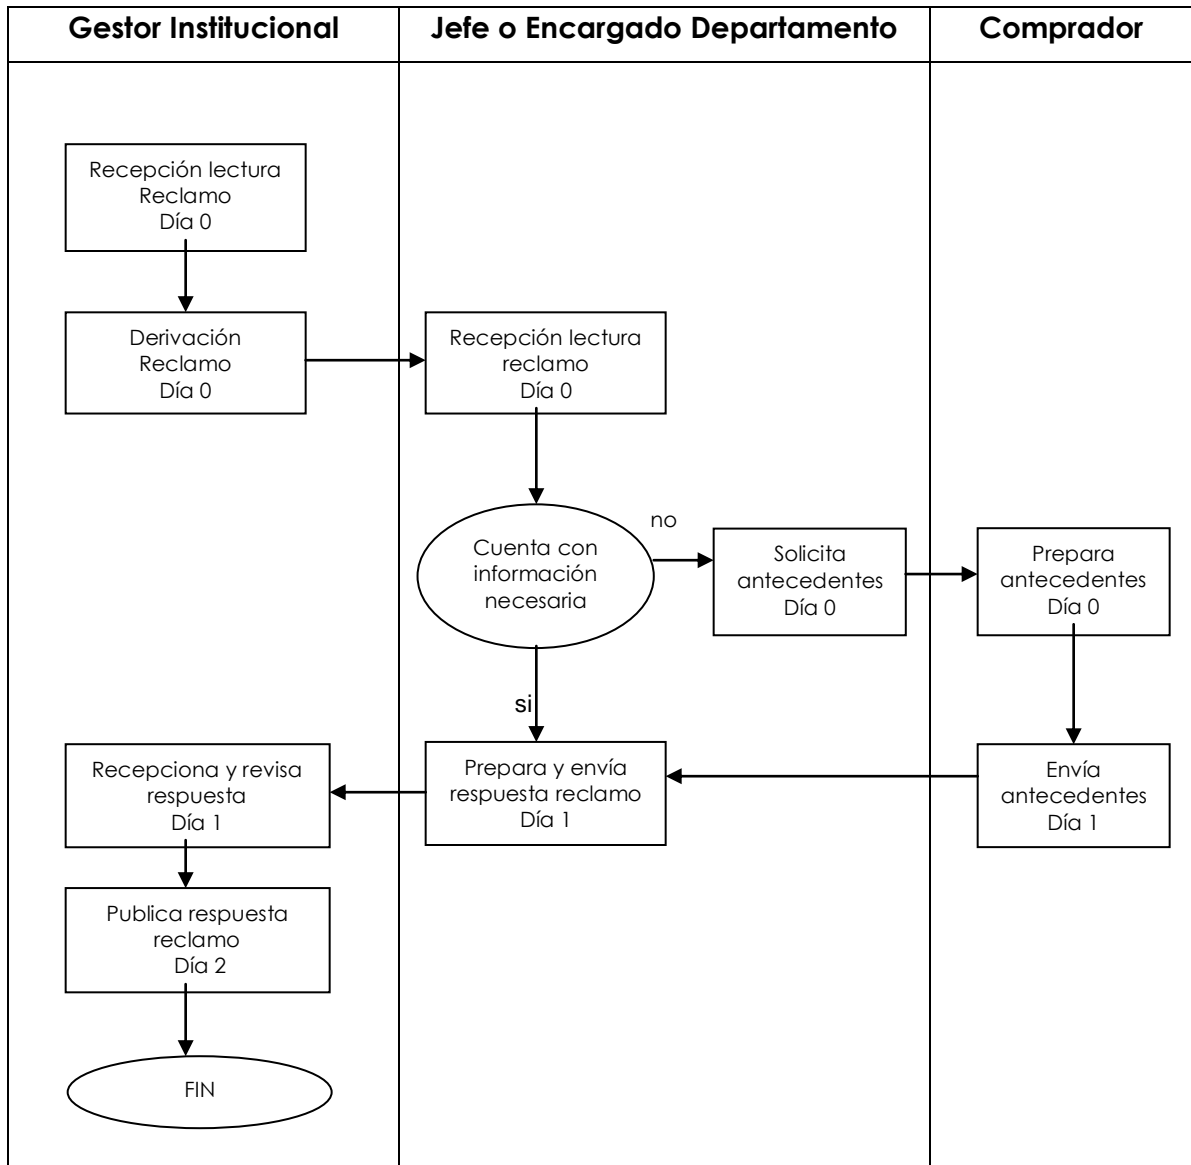 Gestor Institucional
Jefe o Encargado Departamento
Comprador
Recepción lectura
Reclamo
Día 0
Derivación
Reclamo
Día 0
Recepción lectura
reclamo
Día 0
Cuenta con
información
necesaria
no
Solicita
antecedentes
Día 0
Prepara
antecedentes
Día 0
si
Recepciona y revisa
respuesta
Día 1
Prepara y envía
respuesta reclamo
Día 1
Envía
antecedentes
Día 1
Publica respuesta
reclamo
Día 2
FIN